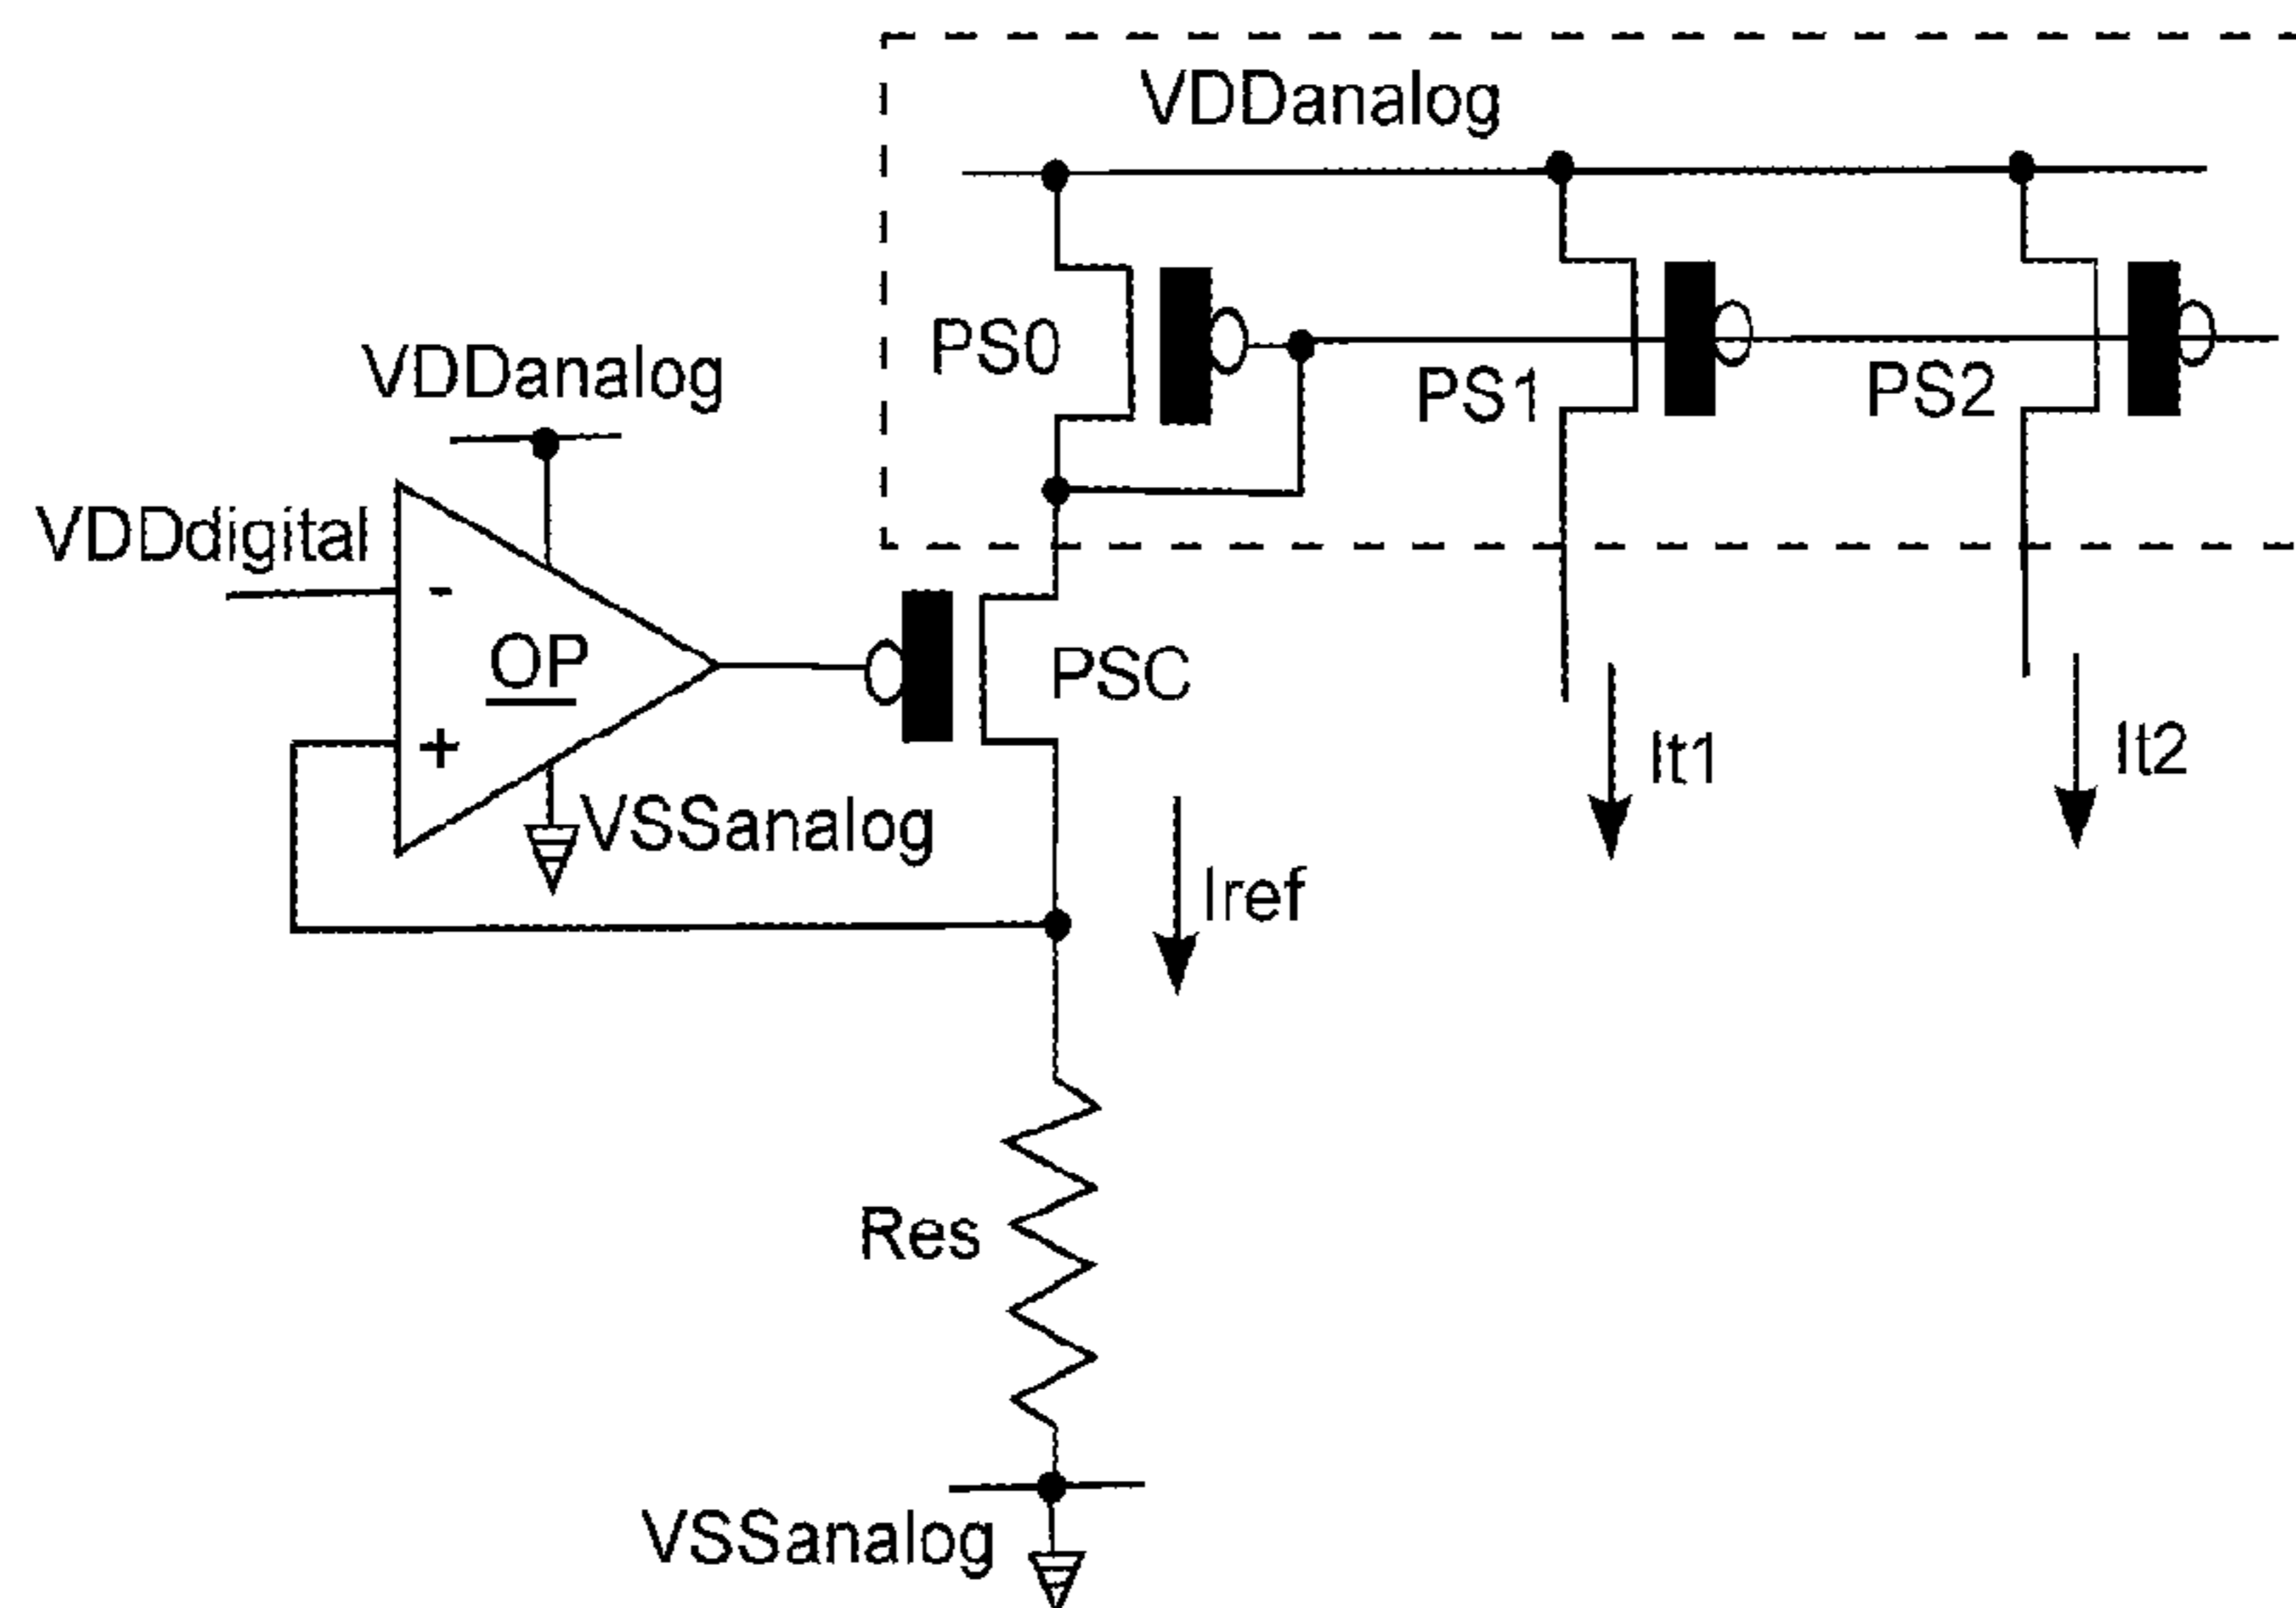 VDDanalog
PS0
PS1
PS2
VDDanalog
VDDdigital
-
OP
+
PSC
VSSanalog
Iref
It1
It2
Res
VSSanalog